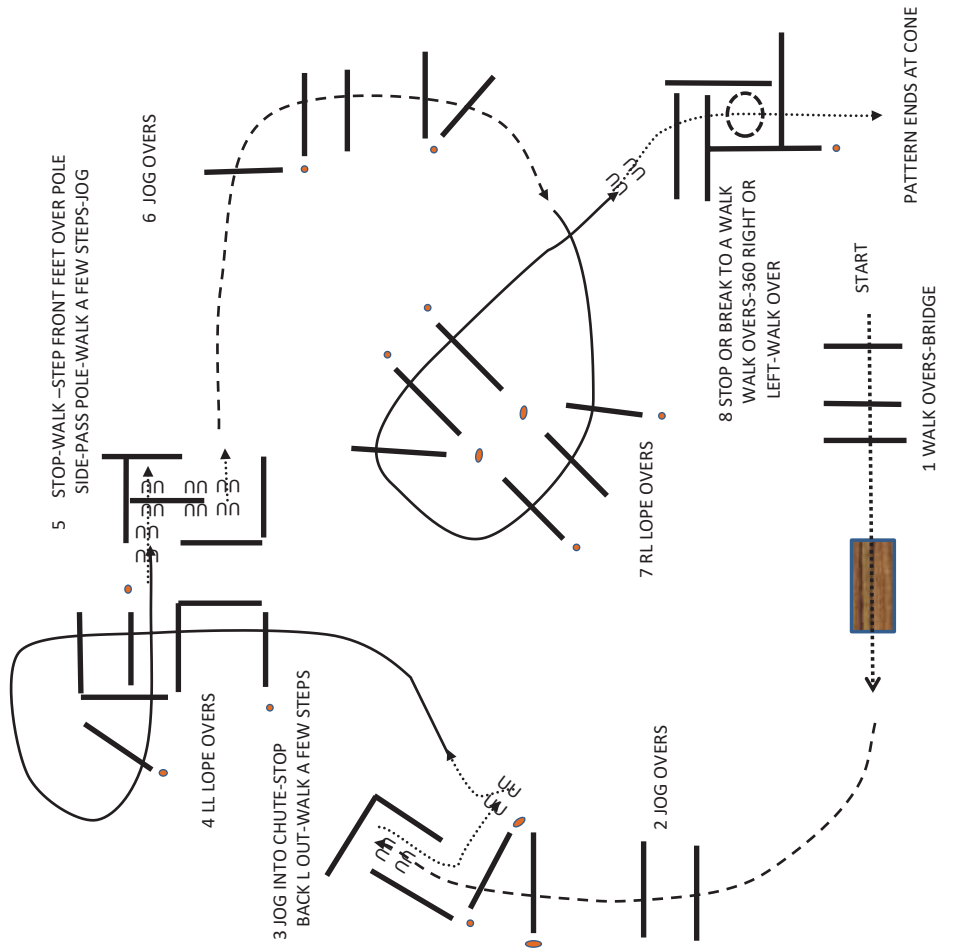 START
1 WALK OVERS-BRIDGE
2 JOG OVERS
3 JOG INTO CHUTE-STOP
BACK L OUT-WALK A FEW STEPS
4 LL LOPE OVERS
5 STOP-WALK –STEP FRONT FEET OVER POLE
SIDE-PASS POLE-WALK A FEW STEPS-JOG
6 JOG OVERS
7 RL LOPE OVERS
8 STOP OR BREAK TO A WALK
WALK OVERS-360 RIGHT OR
LEFT-WALK OVER
PATTERN ENDS AT CONE